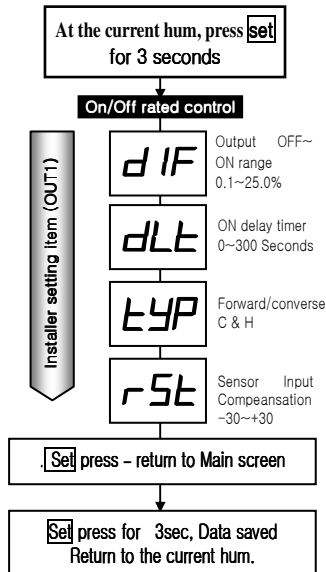 At the current hum, press set
for 3 seconds
On/Off rated control
Installer setting item (OUT1)
dIF
Output OFF~
ON range
0.1~25.0%
dLt
ON delay timer
0~300 Seconds
tYP
Forward/converse
C & H
rSt
Sensor Input
Compeansation
-30~+30
. Set press – return to Main screen
Set press for 3sec, Data saved
Return to the current hum.